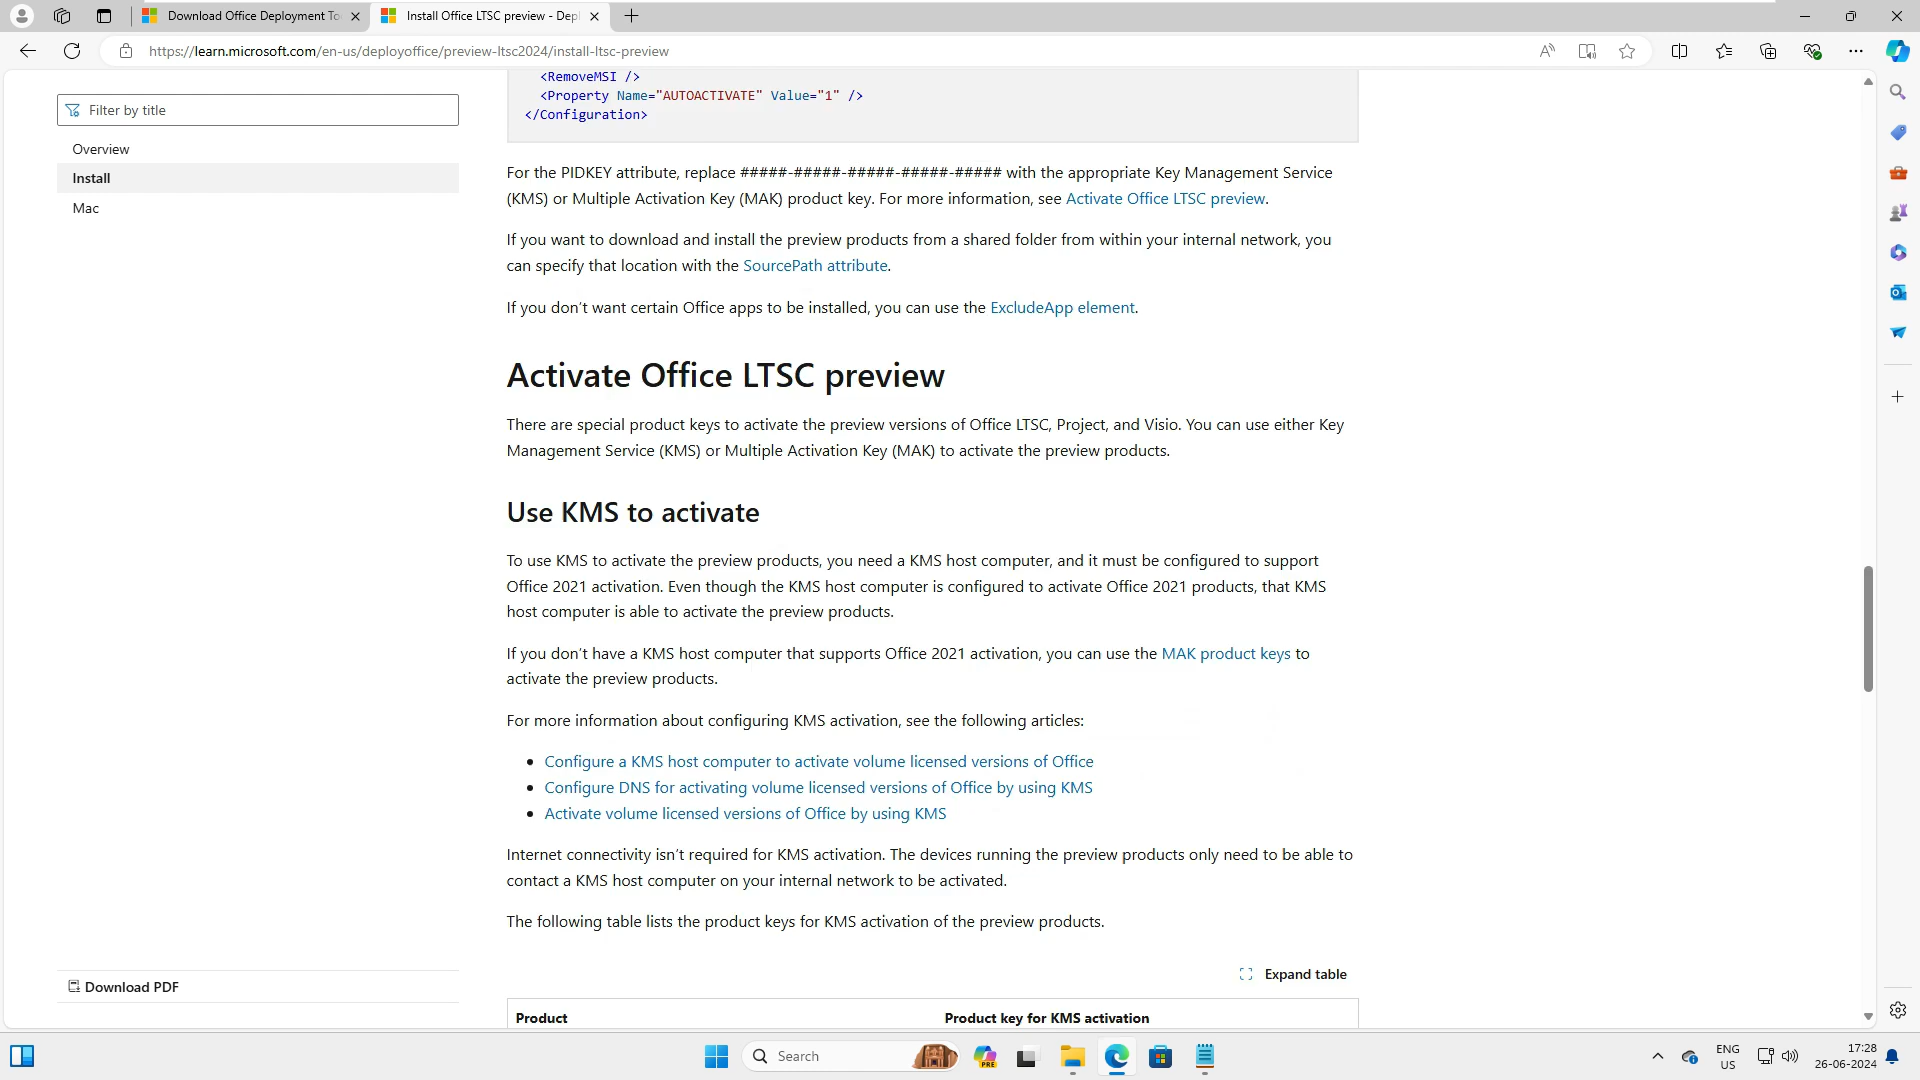 Download Office Deployment To
Install Office LTSC preview - Depl
https://learn.microsoft.com/en-us/deployoffice/preview-ltsc2024/install-ltsc-preview
Filter by title
Overview
Install
Mac
Download PDF
<RemoveMSI />
<Property Name="AUTOACTIVATE" Value="1" />
</Configuration>
For the PIDKEY attribute, replace #####-#####-#####-#####-##### with the appropriate Key Management Service
(KMS) or Multiple Activation Key (MAK) product key. For more information, see Activate Office LTSC preview.
If you want to download and install the preview products from a shared folder from within your internal network, you
can specify that location with the SourcePath attribute.
If you don't want certain Office apps to be installed, you can use the ExcludeApp element.
Activate Office LTSC preview
There are special product keys to activate the preview versions of Office LTSC, Project, and Visio. You can use either Key
Management Service (KMS) or Multiple Activation Key (MAK) to activate the preview products.
Use KMS to activate
To use KMS to activate the preview products, you need a KMS host computer, and it must be configured to support
Office 2021 activation. Even though the KMS host computer is configured to activate Office 2021 products, that KMS
host computer is able to activate the preview products.
If you don't have a KMS host computer that supports Office 2021 activation, you can use the MAK product keys to
activate the preview products.
For more information about configuring KMS activation, see the following articles:
• Configure a KMS host computer to activate volume licensed versions of Office
• Configure DNS for activating volume licensed versions of Office by using KMS
• Activate volume licensed versions of Office by using KMS
Internet connectivity isn't required for KMS activation. The devices running the preview products only need to be able to
contact a KMS host computer on your internal network to be activated.
The following table lists the product keys for KMS activation of the preview products.
Expand table
Product Product key for KMS activation
Search
PRE
ENG
US
17:28
26-06-2024